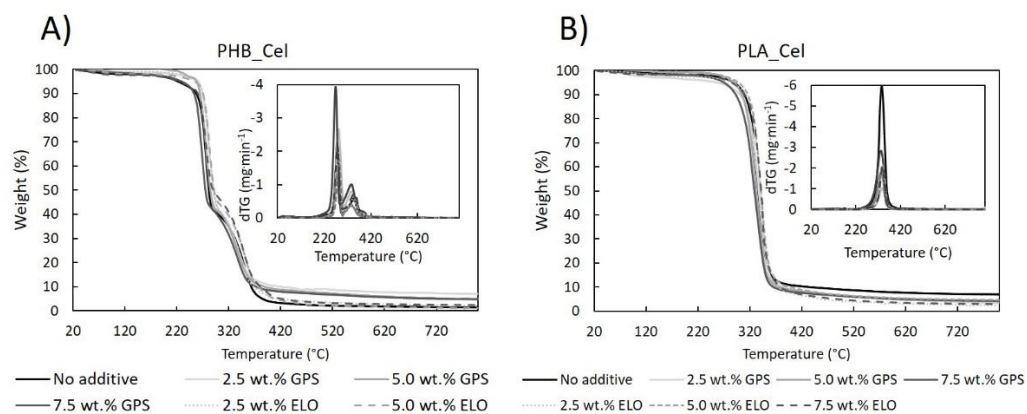 A)
PHB_Cel
100
90
80
70
60
50
40
30
20
10
0
Weight (%)
20 120 220 320 420 520 620 720
Temperature (°C)
-4
-3
-2
-1
0
dTG (mg·min⁻¹)
20 220 420 620
Temperature (°C)
No additive 2.5 wt.% GPS 5.0 wt.% GPS
7.5 wt.% GPS 2.5 wt.% ELO 5.0 wt.% ELO
B)
PLA_Cel
100
90
80
70
60
50
40
30
20
10
0
Weight (%)
20 120 220 320 420 520 620 720
Temperature (°C)
-6
-5
-4
-3
-2
-1
0
dTG (mg·min⁻¹)
20 220 420 620
Temperature (°C)
No additive 2.5 wt.% GPS 5.0 wt.% GPS 7.5 wt.% GPS
2.5 wt.% ELO 5.0 wt.% ELO 7.5 wt.% ELO